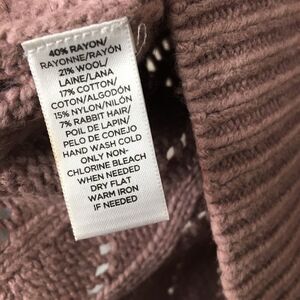 40% RAYON/
RAYONNE/RAYÓN
21% WOOL/
LAINE/LANA
17% COTTON/
COTON/ALGODÓN
15% NYLON/NILÓN
7% RABBIT HAIR/
POIL DE LAPIN/
PELO DE CONEJO
HAND WASH COLD
ONLY NON-
CHLORINE BLEACH
WHEN NEEDED
DRY FLAT
WARM IRON
IF NEEDED